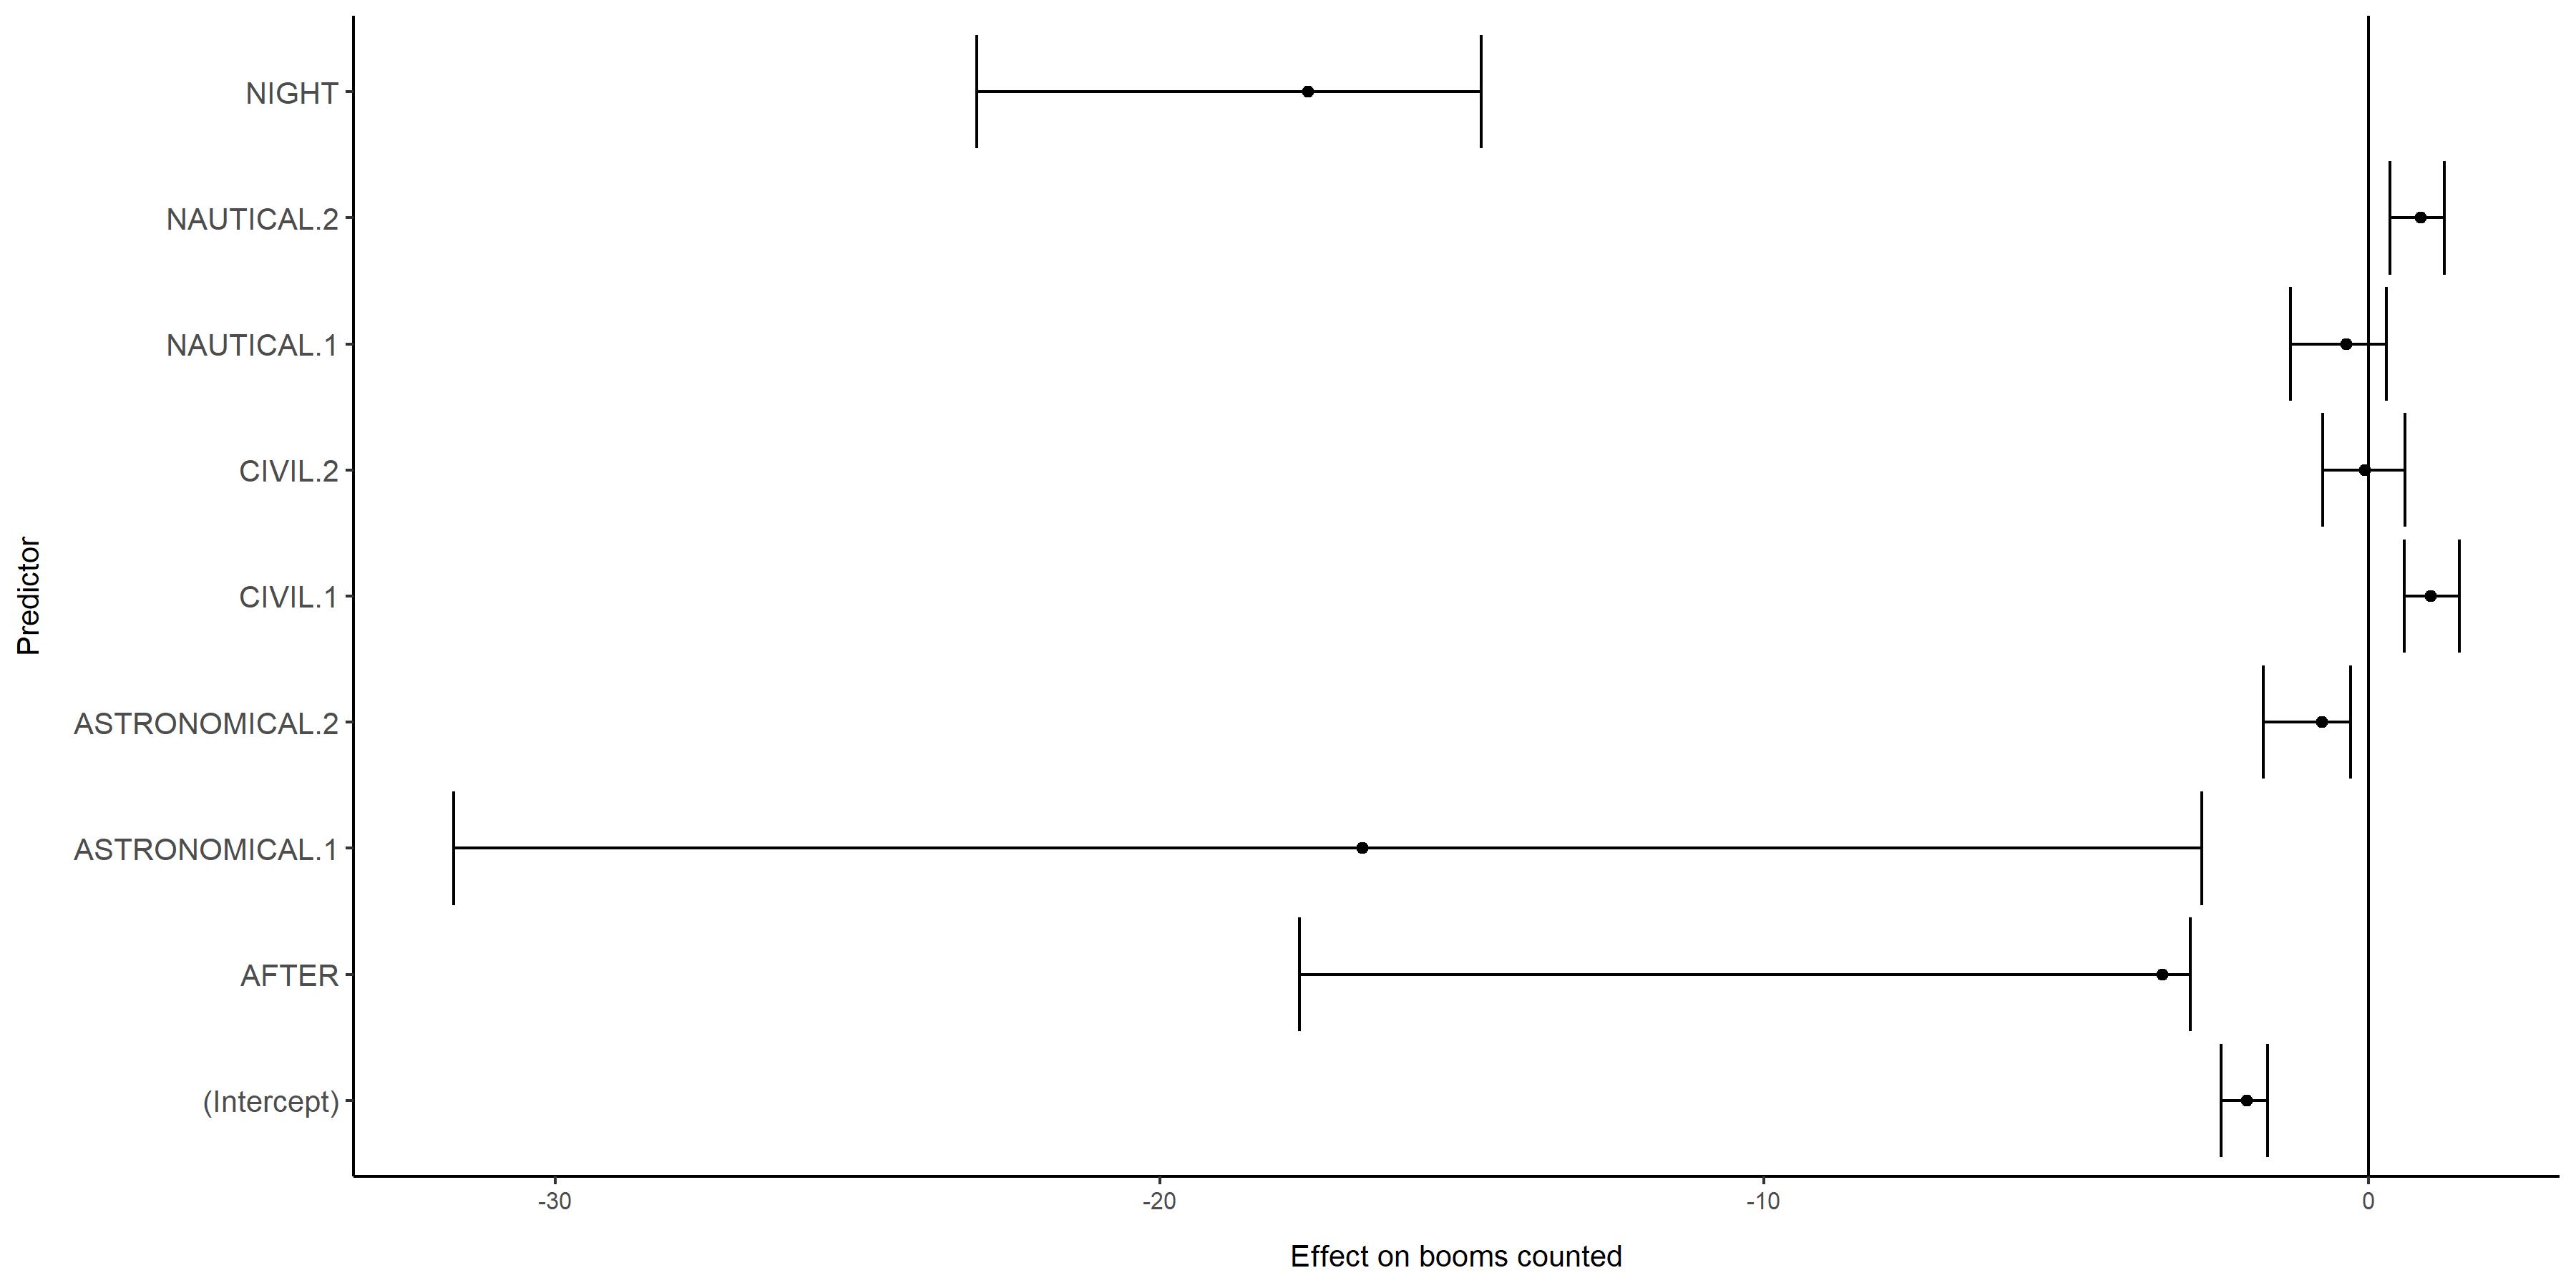 NIGHT
NAUTICAL.2
NAUTICAL.1
CIVIL.2
CIVIL.1
ASTRONOMICAL.2
ASTRONOMICAL.1
AFTER
(Intercept)
Predictor
-30 -20 -10 0
Effect on booms counted